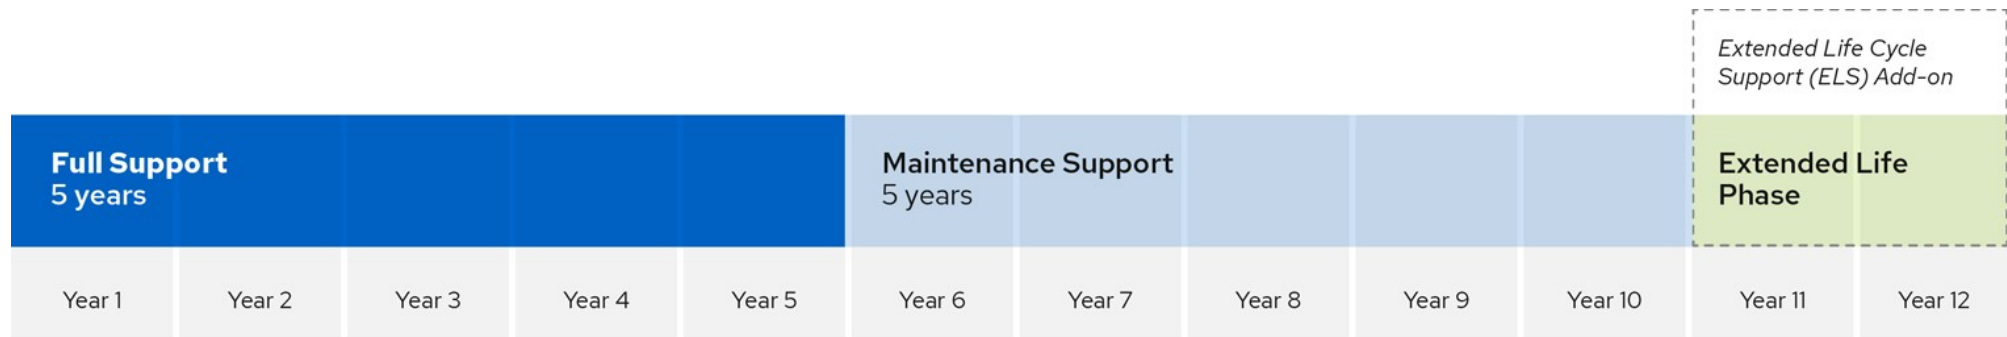 Extended Life Cycle
Support (ELS) Add-on
Full Support
5 years
Maintenance Support
5 years
Extended Life
Phase
Year 1
Year 2
Year 3
Year 4
Year 5
Year 6
Year 7
Year 8
Year 9
Year 10
Year 11
Year 12